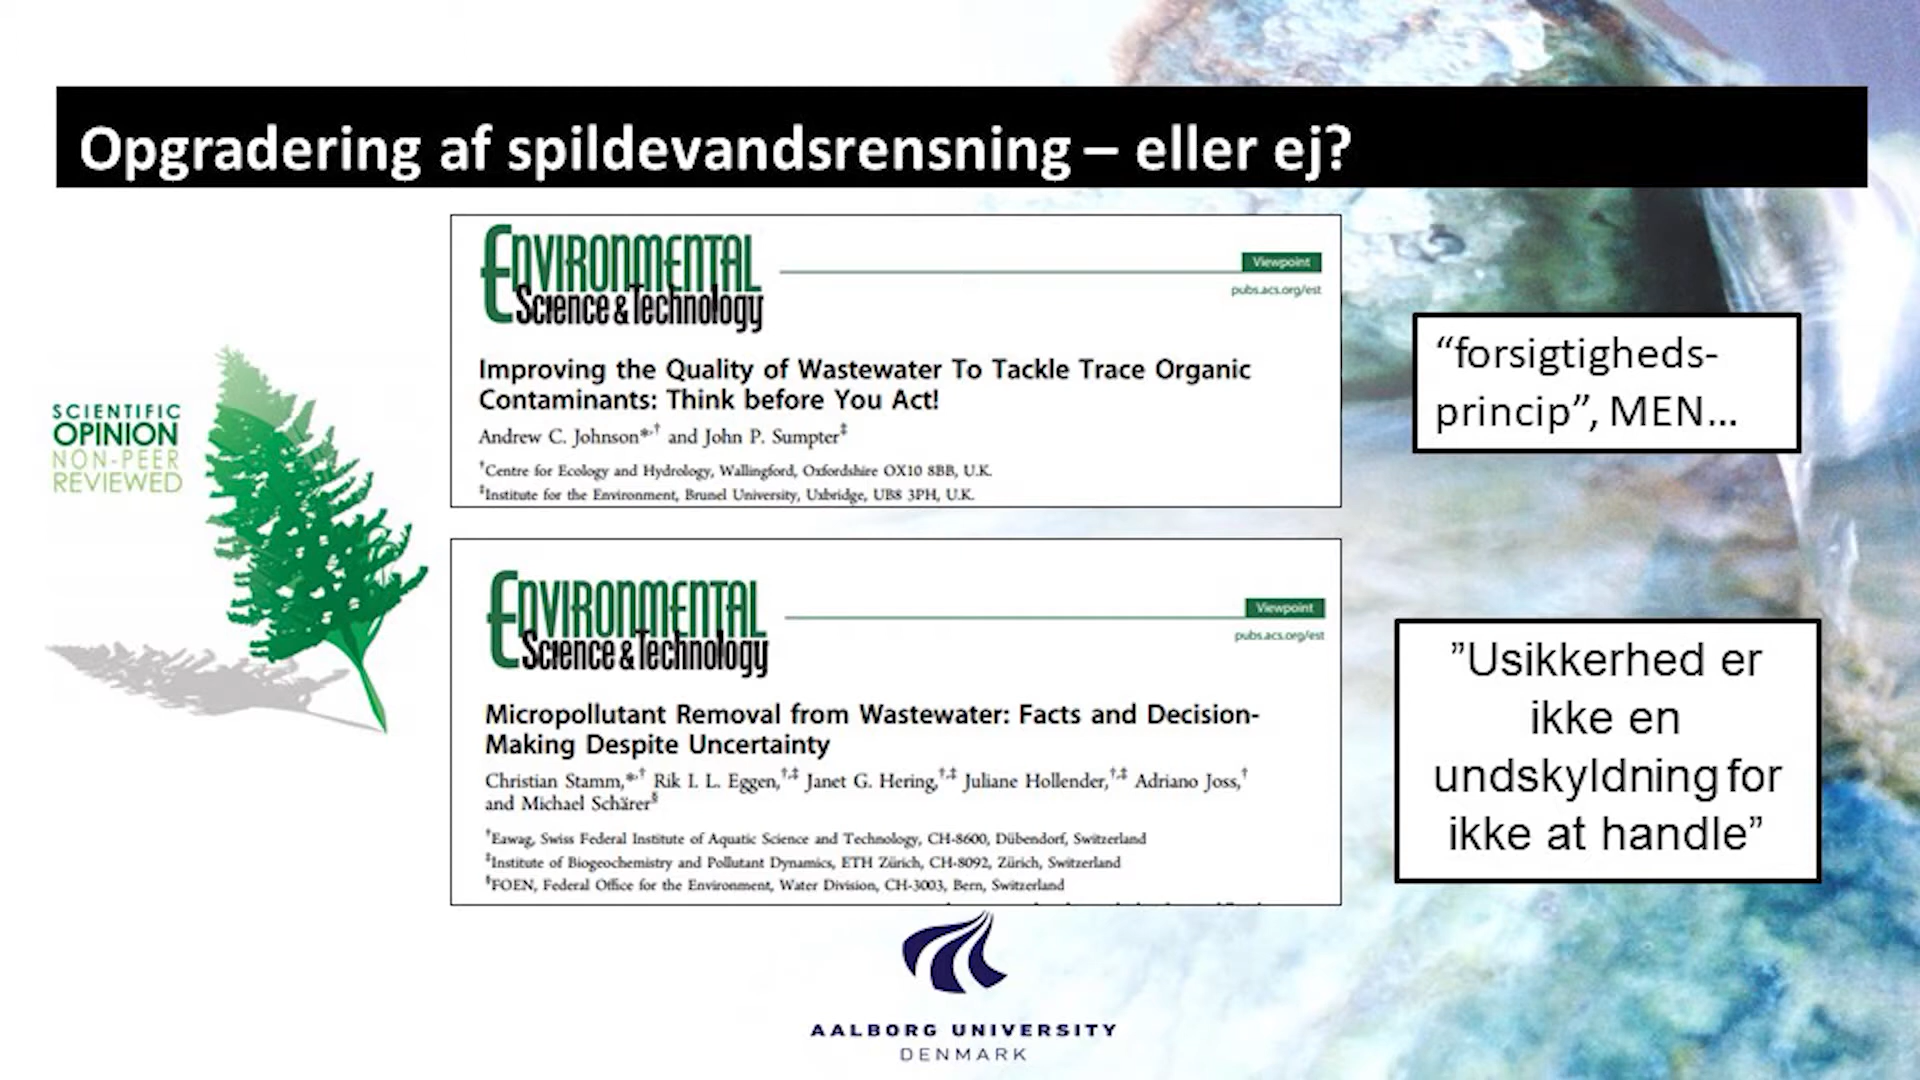 Opgradering af spildevandsrensning – eller ej?
SCIENTIFIC
OPINION
NON-PEER
REVIEWED
ENVIRONMENTAL
Science & Technology
Viewpoint
pubs.acs.org/est
Improving the Quality of Wastewater To Tackle Trace Organic
Contaminants: Think before You Act!
Andrew C. Johnson*,† and John P. Sumpter‡
†Centre for Ecology and Hydrology, Wallingford, Oxfordshire OX10 8BB, U.K.
‡Institute for the Environment, Brunel University, Uxbridge, UB8 3PH, U.K.
“forsigtigheds-
princip”, MEN...
ENVIRONMENTAL
Science & Technology
Viewpoint
pubs.acs.org/est
Micropollutant Removal from Wastewater: Facts and Decision-
Making Despite Uncertainty
Christian Stamm,*,† Rik I. L. Eggen,†,‡ Janet G. Hering,†,‡ Juliane Hollender,†,‡ Adriano Joss,†
and Michael Schärer§
†Eawag, Swiss Federal Institute of Aquatic Science and Technology, CH-8600, Dübendorf, Switzerland
‡Institute of Biogeochemistry and Pollutant Dynamics, ETH Zürich, CH-8092, Zürich, Switzerland
§FOEN, Federal Office for the Environment, Water Division, CH-3003, Bern, Switzerland
”Usikkerhed er
ikke en
undskyldning for
ikke at handle”
AALBORG UNIVERSITY
DENMARK